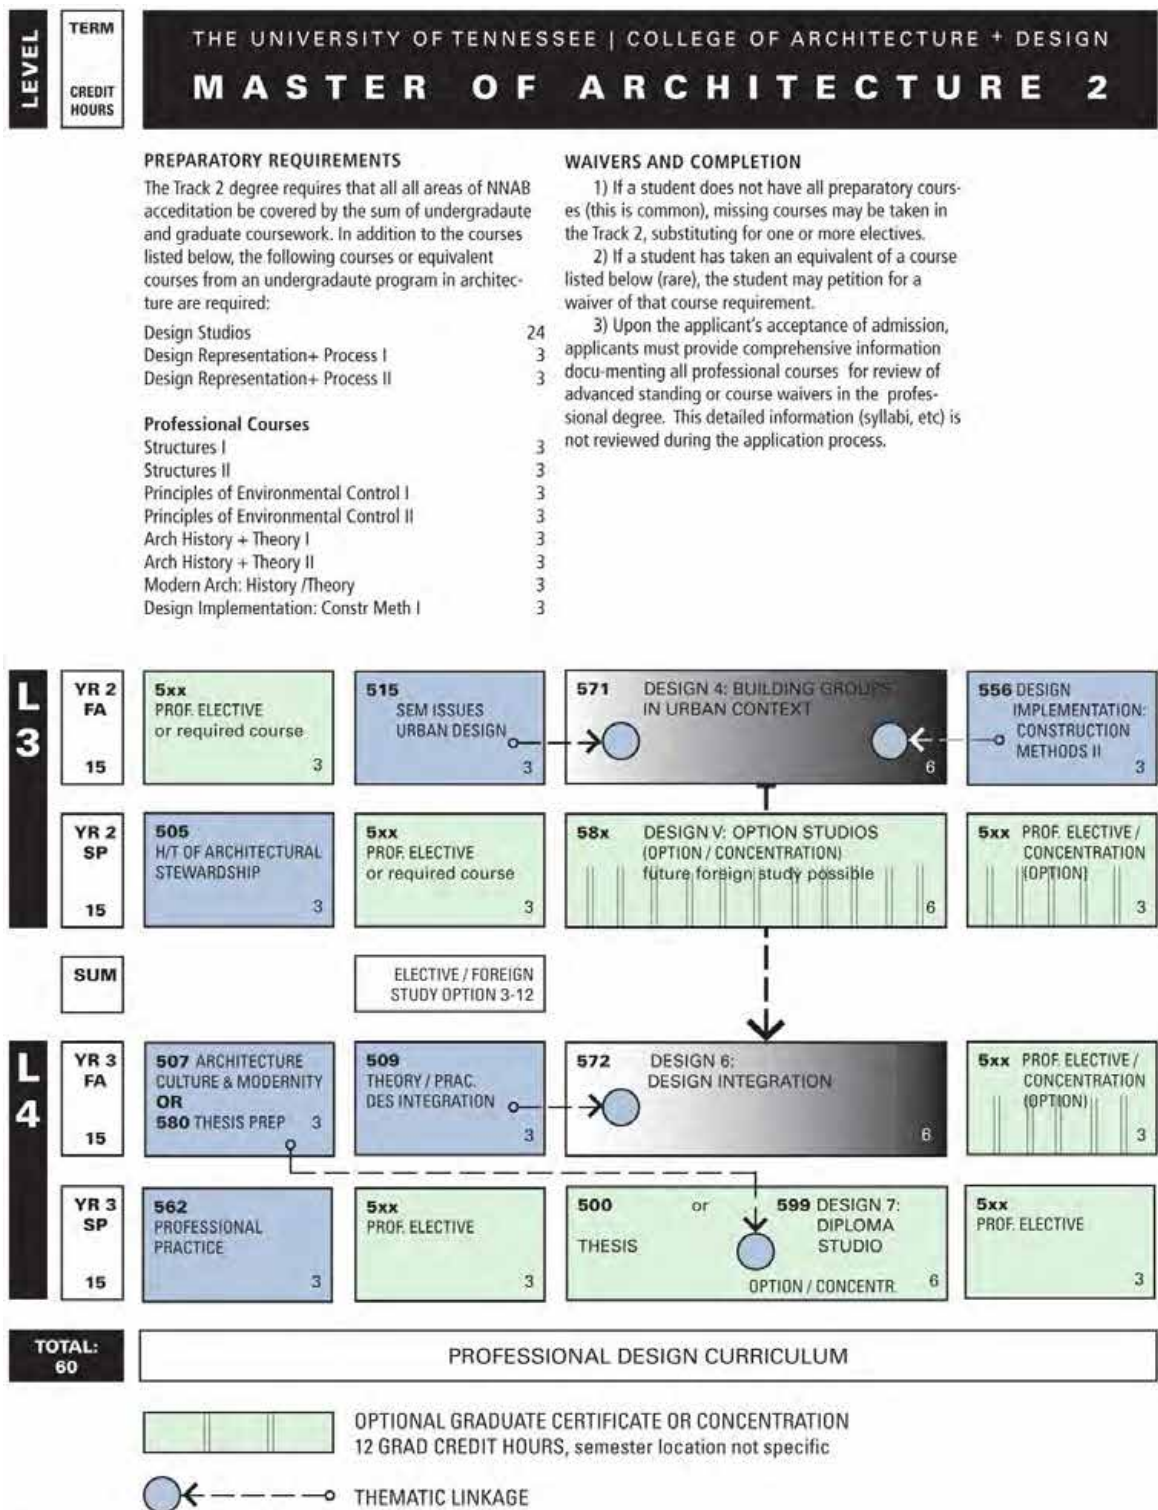 LEVEL
TERM
CREDIT
HOURS
THE UNIVERSITY OF TENNESSEE | COLLEGE OF ARCHITECTURE + DESIGN
MASTER OF ARCHITECTURE 2
PREPARATORY REQUIREMENTS
The Track 2 degree requires that all all areas of NNAB
acceditation be covered by the sum of undergradaute
and graduate coursework. In addition to the courses
listed below, the following courses or equivalent
courses from an undergradaute program in architec-
ture are required:
Design Studios 24
Design Representation+ Process I 3
Design Representation+ Process II 3
Professional Courses
Structures I 3
Structures II 3
Principles of Environmental Control I 3
Principles of Environmental Control II 3
Arch History + Theory I 3
Arch History + Theory II 3
Modern Arch: History /Theory 3
Design Implementation: Constr Meth I 3
WAIVERS AND COMPLETION
1) If a student does not have all preparatory cours-
es (this is common), missing courses may be taken in
the Track 2, substituting for one or more electives.
2) If a student has taken an equivalent of a course
listed below (rare), the student may petition for a
waiver of that course requirement.
3) Upon the applicant's acceptance of admission,
applicants must provide comprehensive information
docu-menting all professional courses for review of
advanced standing or course waivers in the profes-
sional degree. This detailed information (syllabi, etc) is
not reviewed during the application process.
L
3
YR 2
FA
15
5xx
PROF. ELECTIVE
or required course
3
515
SEM ISSUES
URBAN DESIGN
3
571 DESIGN 4: BUILDING GROUPS
IN URBAN CONTEXT
6
556 DESIGN
IMPLEMENTATION:
CONSTRUCTION
METHODS II
3
YR 2
SP
15
505
H/T OF ARCHITECTURAL
STEWARDSHIP
3
5xx
PROF. ELECTIVE
or required course
3
58x DESIGN V: OPTION STUDIOS
(OPTION / CONCENTRATION)
future foreign study possible
6
5xx PROF. ELECTIVE /
CONCENTRATION
(OPTION)
3
SUM
ELECTIVE / FOREIGN
STUDY OPTION 3-12
L
4
YR 3
FA
15
507 ARCHITECTURE
CULTURE & MODERNITY
OR
580 THESIS PREP 3
509
THEORY / PRAC.
DES INTEGRATION
3
572 DESIGN 6:
DESIGN INTEGRATION
6
5xx PROF. ELECTIVE /
CONCENTRATION
(OPTION)
3
YR 3
SP
15
562
PROFESSIONAL
PRACTICE
3
5xx
PROF. ELECTIVE
3
500 or 599 DESIGN 7:
DIPLOMA
THESIS STUDIO
OPTION / CONCENTR. 6
5xx
PROF. ELECTIVE
3
TOTAL:
60
PROFESSIONAL DESIGN CURRICULUM
OPTIONAL GRADUATE CERTIFICATE OR CONCENTRATION
12 GRAD CREDIT HOURS, semester location not specific
THEMATIC LINKAGE